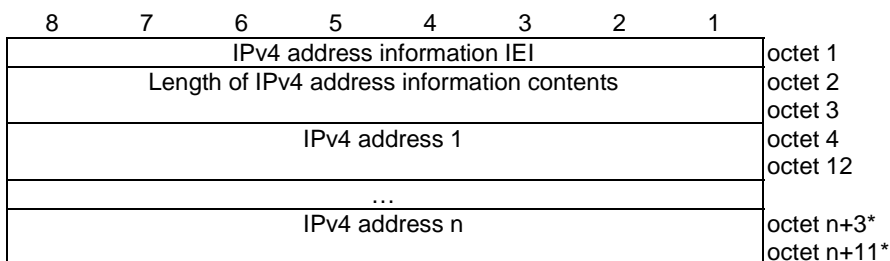 8 7 6 5 4 3 2 1
IPv4 address information IEI octet 1
Length of IPv4 address information contents octet 2
octet 3
IPv4 address 1 octet 4
octet 12
…
IPv4 address n octet n+3*
octet n+11*